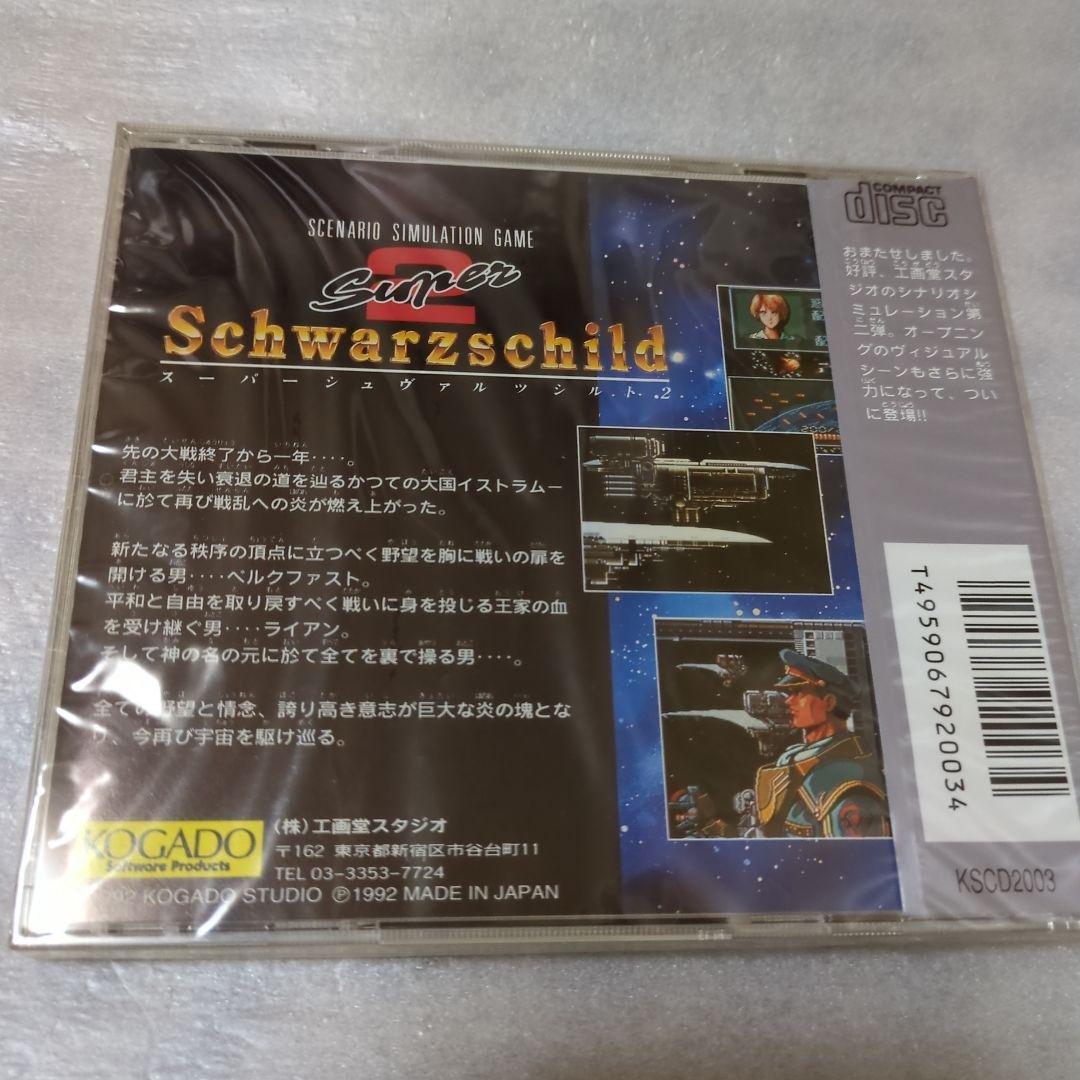 SCENARIO SIMULATION GAME
Super 2
Schwarzschild
スーパーシュヴァルツシルト2
先の大戦終了から一年‥‥。
君主を失い衰退の道を辿るかつての大国イストラムー
に於て再び戦乱への炎が燃え上がった。
新たなる秩序の頂点に立つべく野望を胸に戦いの扉を
開ける男‥‥ベルクファスト。
平和と自由を取り戻すべく戦いに身を投じる王家の血
を受け継ぐ男‥‥ライアン。
そして神の名の元に於て全てを裏で操る男‥‥。
全ての野望と情念、誇り高き意志が巨大な炎の塊とな
り、今再び宇宙を駆け巡る。
KOGADO
Software Products
(株)工画堂スタジオ
〒162 東京都新宿区市谷台町11
TEL 03-3353-7724
KOGADO STUDIO Ⓟ1992 MADE IN JAPAN
COMPACT
disc
おまたせしました。
好評、工画堂スタ
ジオのシナリオシ
ミュレーション第
二弾。オープニン
グのヴィジュアル
シーンもさらに強
力になって、つい
に登場!!
T4959067920034
KSCD2003